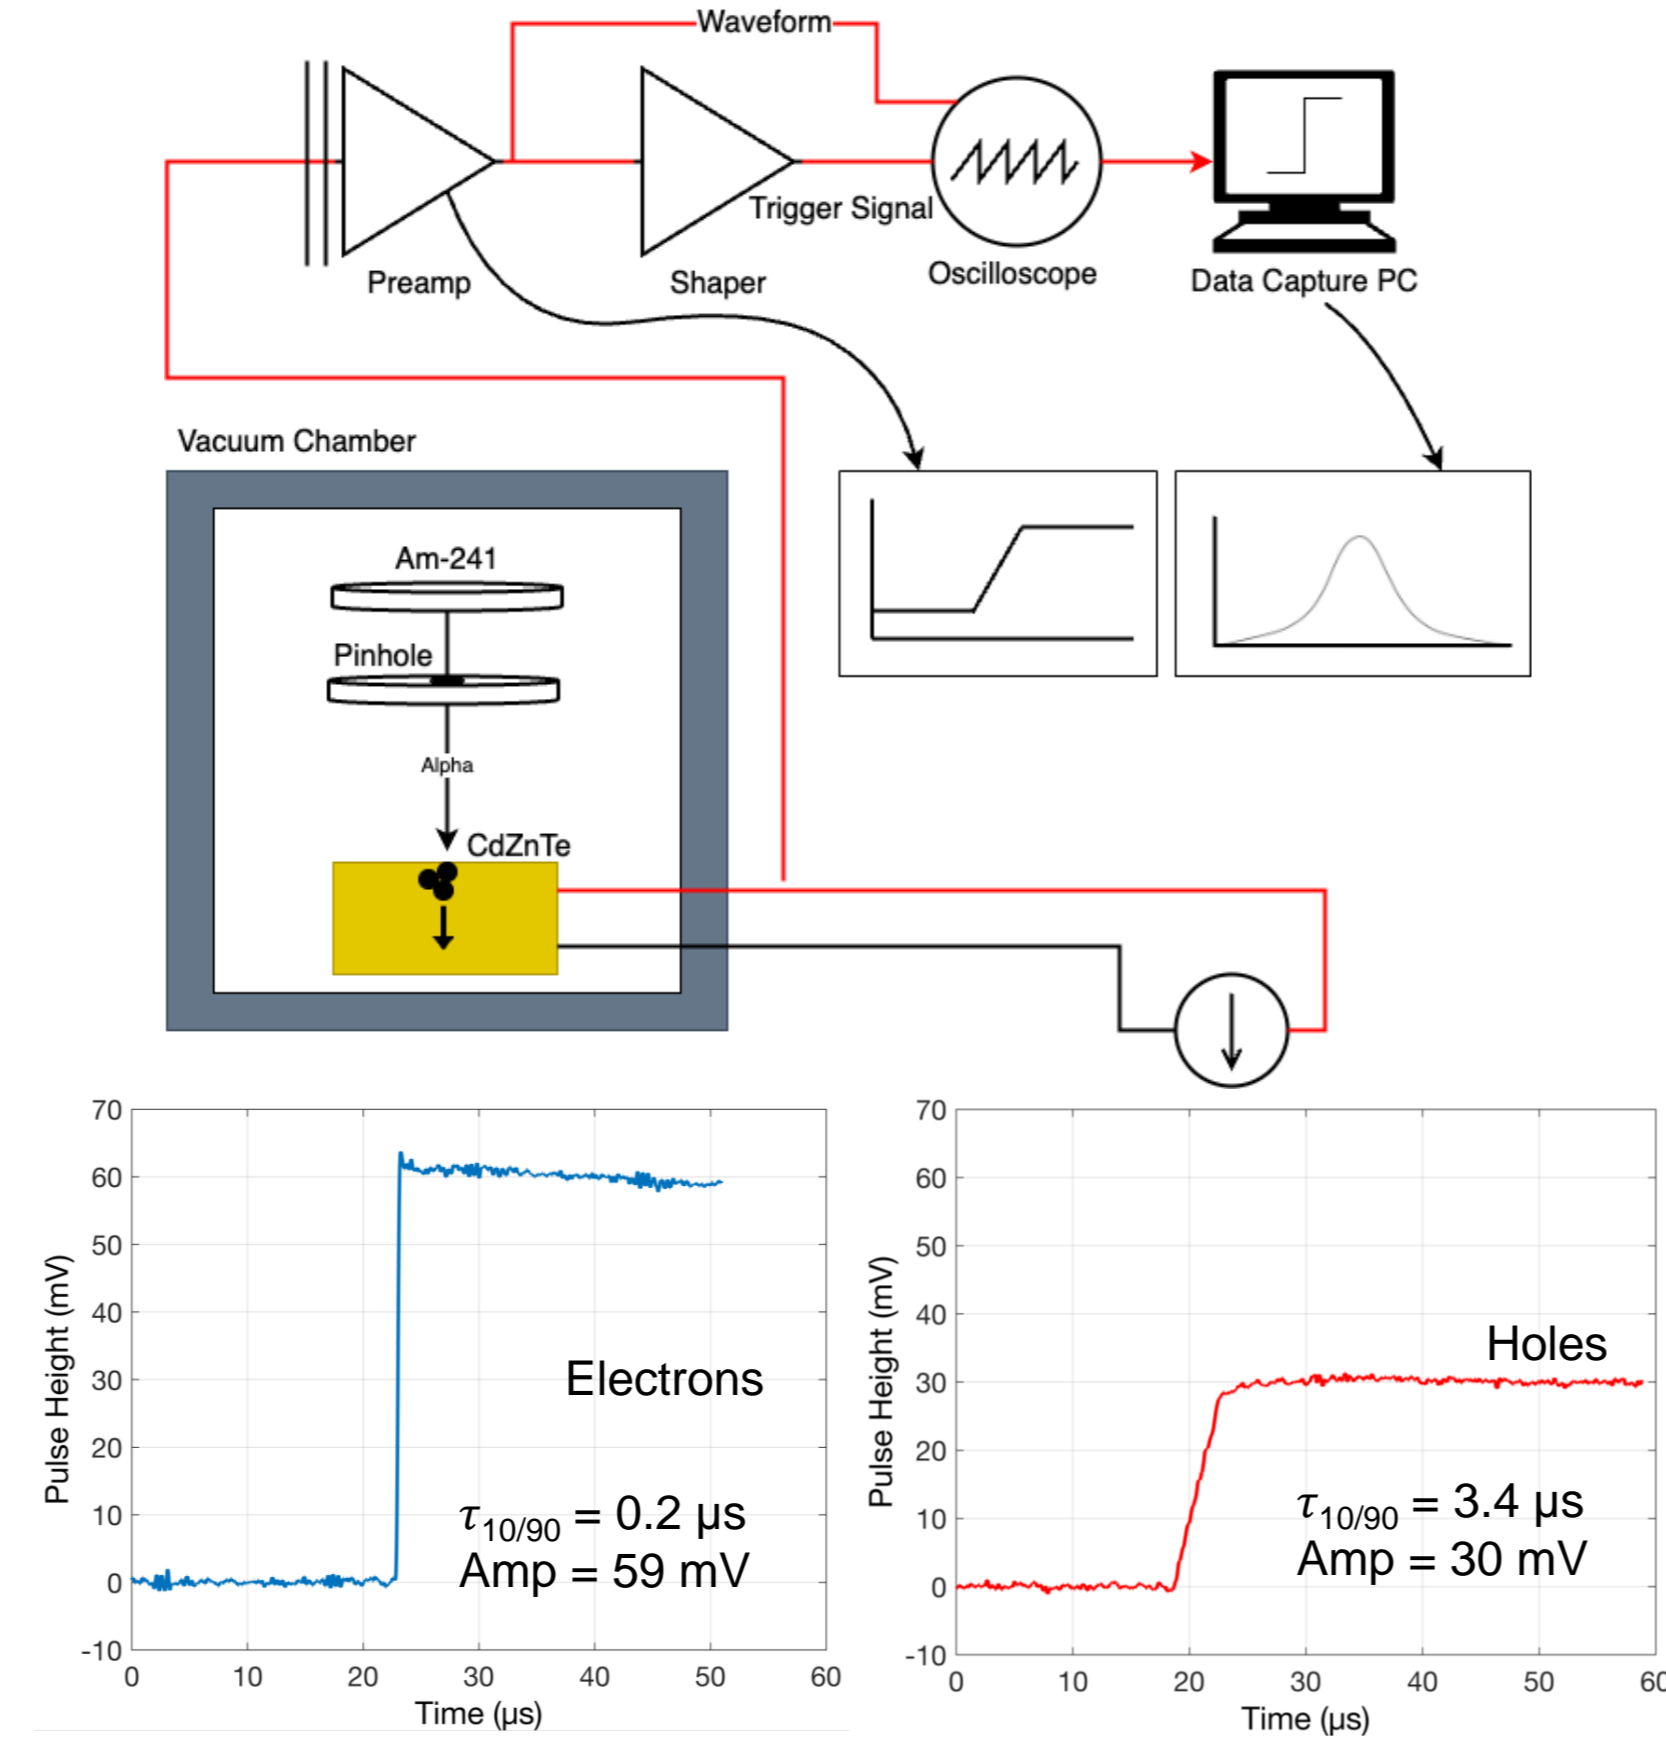 Waveform
Trigger Signal
Preamp
Shaper
Oscilloscope
Data Capture PC
Vacuum Chamber
Am-241
Pinhole
Alpha
CdZnTe
70
60
50
40
30
20
10
0
-10
Pulse Height (mV)
Electrons
τ10/90 = 0.2 µs
Amp = 59 mV
0 10 20 30 40 50 60
Time (µs)
70
60
50
40
30
20
10
0
-10
Pulse Height (mV)
Holes
τ10/90 = 3.4 µs
Amp = 30 mV
0 10 20 30 40 50 60
Time (µs)